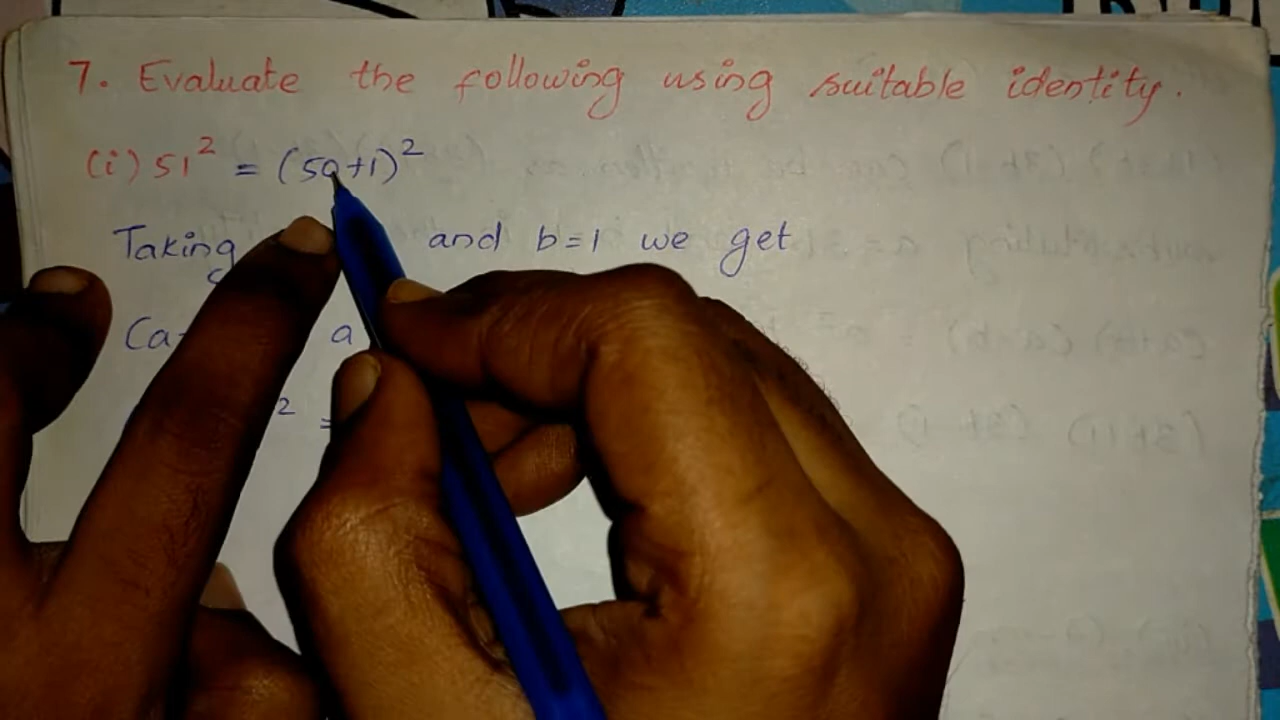 7. Evaluate the following using suitable identity.
(i) 51² = (50+1)²
Taking and b=1 we get
(a a
² =